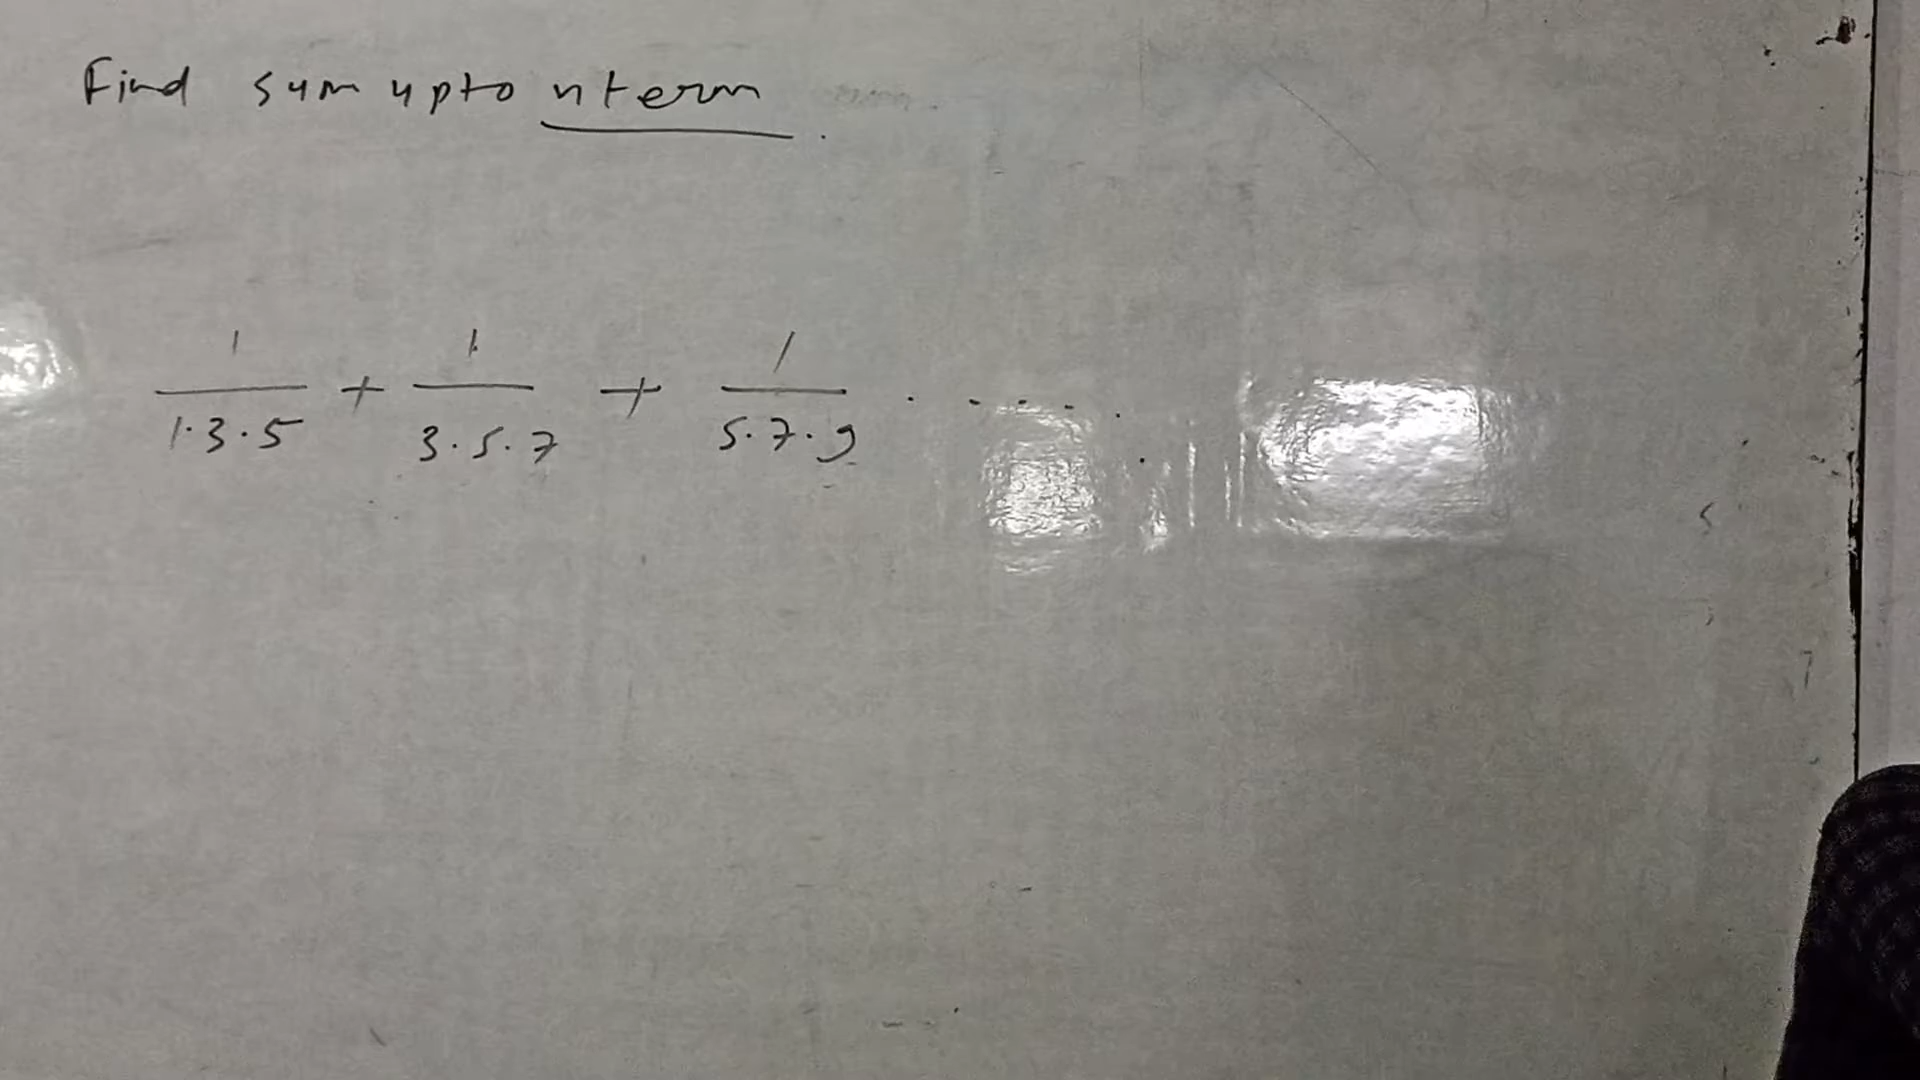 Find sum upto n term.
1/1·3·5 + 1/3·5·7 + 1/5·7·9 ......